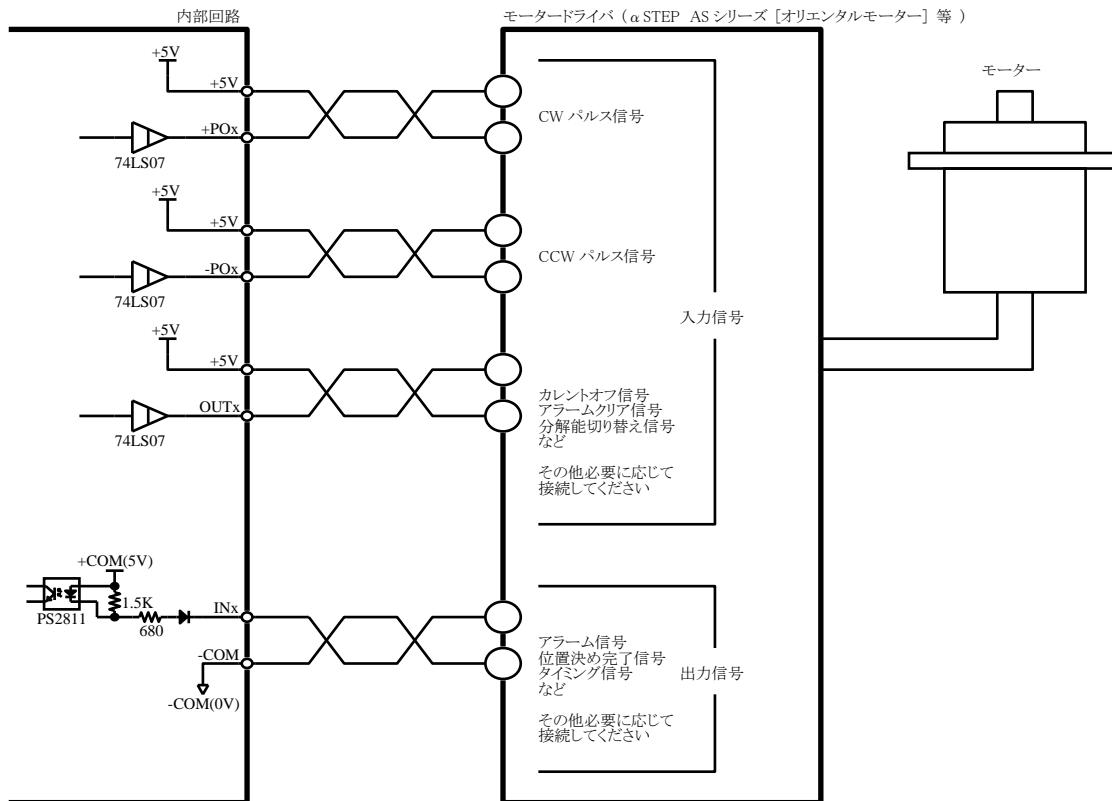 内部回路
モータードライバ ( α STEP AS シリーズ [オリエンタルモーター] 等 )
+5V
+5V
+POx
74LS07
CW パルス信号
モーター
+5V
+5V
-POx
74LS07
CCW パルス信号
入力信号
+5V
+5V
OUTx
74LS07
カレントオフ信号
アラームクリア信号
分解能切り替え信号
など
その他必要に応じて
接続してください
+COM(5V)
1.5K
PS2811
680
INx
-COM
-COM(0V)
アラーム信号
位置決め完了信号
タイミング信号
など
出力信号
その他必要に応じて
接続してください